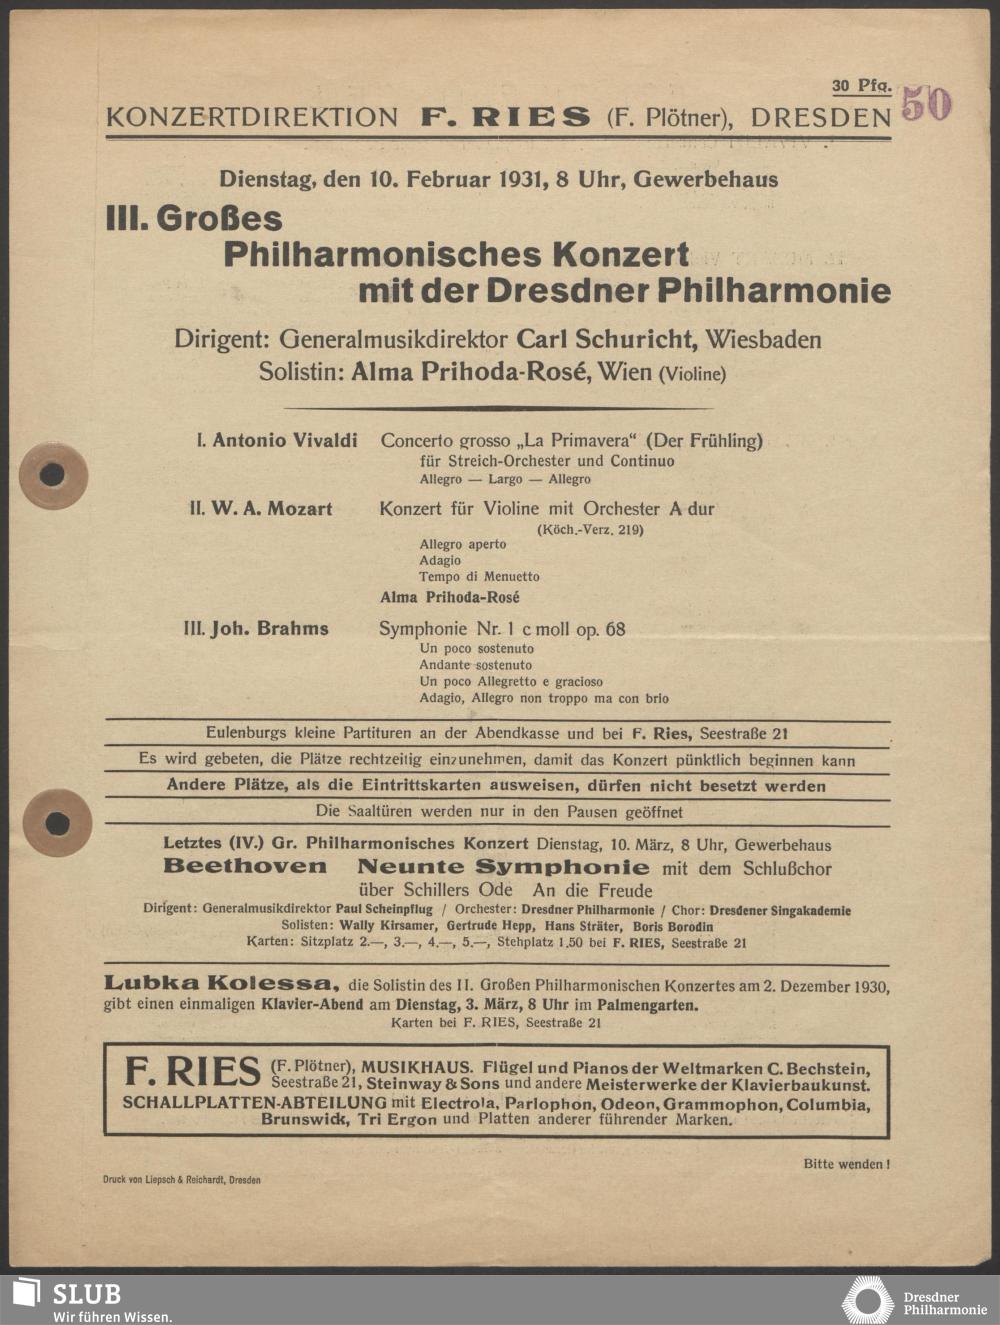 30 Pfg.
50
KONZERTDIREKTION F. RIES (F. Plötner), DRESDEN
Dienstag, den 10. Februar 1931, 8 Uhr, Gewerbehaus
III. Großes
Philharmonisches Konzert
mit der Dresdner Philharmonie
Dirigent: Generalmusikdirektor Carl Schuricht, Wiesbaden
Solistin: Alma Prihoda-Rosé, Wien (Violine)
I. Antonio Vivaldi Concerto grosso „La Primavera“ (Der Frühling)
für Streich-Orchester und Continuo
Allegro — Largo — Allegro
II. W. A. Mozart Konzert für Violine mit Orchester A dur
(Köch.-Verz. 219)
Allegro aperto
Adagio
Tempo di Menuetto
Alma Prihoda-Rosé
III. Joh. Brahms Symphonie Nr. 1 c moll op. 68
Un poco sostenuto
Andante sostenuto
Un poco Allegretto e gracioso
Adagio, Allegro non troppo ma con brio
Eulenburgs kleine Partituren an der Abendkasse und bei F. Ries, Seestraße 21
Es wird gebeten, die Plätze rechtzeitig einzunehmen, damit das Konzert pünktlich beginnen kann
Andere Plätze, als die Eintrittskarten ausweisen, dürfen nicht besetzt werden
Die Saaltüren werden nur in den Pausen geöffnet
Letztes (IV.) Gr. Philharmonisches Konzert Dienstag, 10. März, 8 Uhr, Gewerbehaus
Beethoven Neunte Symphonie mit dem Schlußchor
über Schillers Ode An die Freude
Dirigent: Generalmusikdirektor Paul Scheinpflug / Orchester: Dresdner Philharmonie / Chor: Dresdener Singakademie
Solisten: Wally Kirsamer, Gertrude Hepp, Hans Sträter, Boris Borodin
Karten: Sitzplatz 2.—, 3.—, 4.—, 5.—, Stehplatz 1.50 bei F. RIES, Seestraße 21
Lubka Kolessa, die Solistin des II. Großen Philharmonischen Konzertes am 2. Dezember 1930,
gibt einen einmaligen Klavier-Abend am Dienstag, 3. März, 8 Uhr im Palmengarten.
Karten bei F. RIES, Seestraße 21
F. RIES (F. Plötner), MUSIKHAUS. Flügel und Pianos der Weltmarken C. Bechstein,
Seestraße 21, Steinway & Sons und andere Meisterwerke der Klavierbaukunst.
SCHALLPLATTEN-ABTEILUNG mit Electrola, Parlophon, Odeon, Grammophon, Columbia,
Brunswick, Tri Ergon und Platten anderer führender Marken.
Bitte wenden!
Druck von Liepsch & Reichardt, Dresden
SLUB
Wir führen Wissen.
Dresdner
Philharmonie